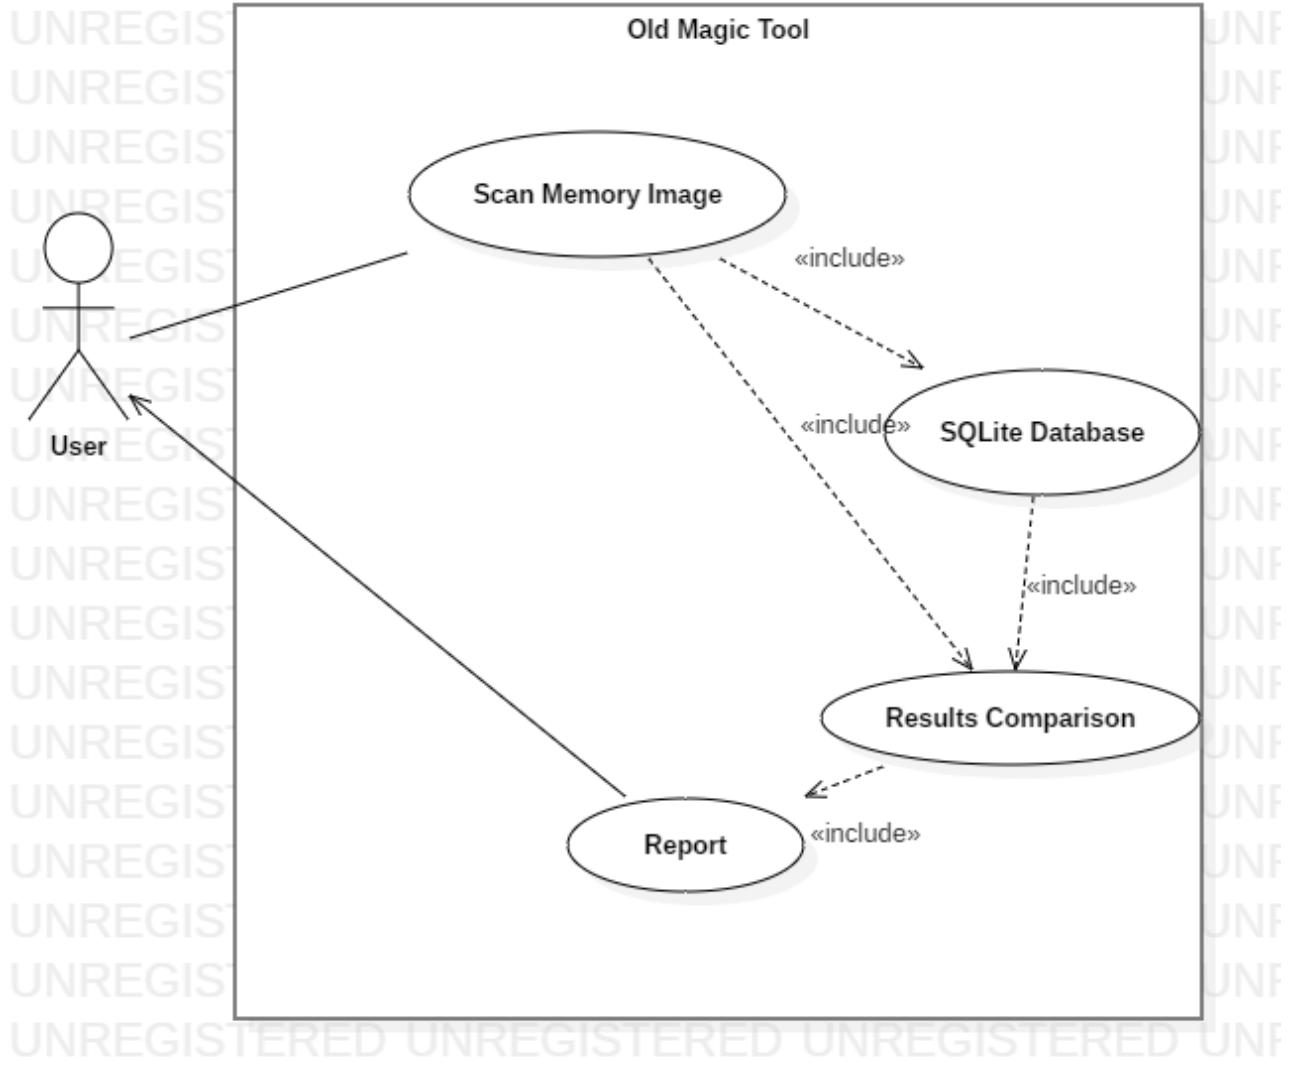 Old Magic Tool
Scan Memory Image
«include»
«include»
SQLite Database
User
«include»
Results Comparison
«include»
Report
UNREGISTERED UNREGISTERED UNREGISTERED